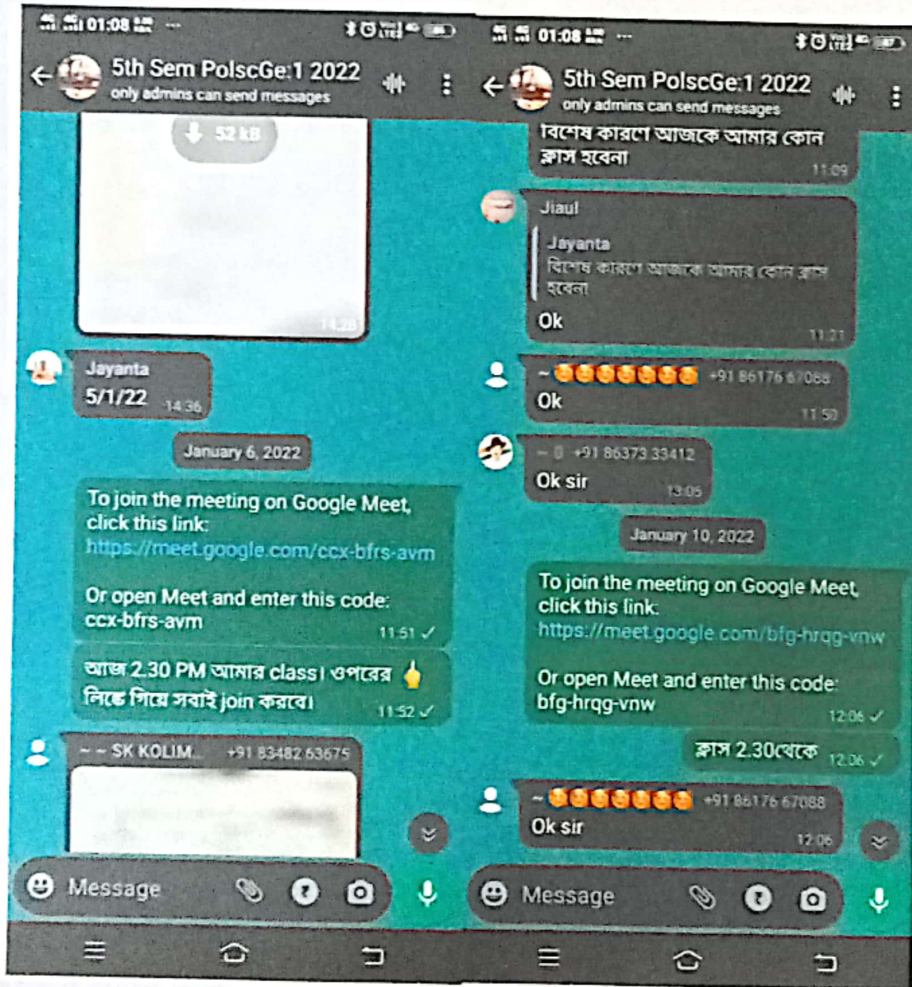 01:08
5th Sem PolscGe:1 2022
only admins can send messages
52 kB
14:28
Jayanta
5/1/22 14:36
January 6, 2022
To join the meeting on Google Meet,
click this link:
https://meet.google.com/ccx-bfrs-avm
Or open Meet and enter this code:
ccx-bfrs-avm
11:51
আজ 2.30 PM আমার class। ওপরের
লিঙ্কে গিয়ে সবাই join করবে।
11:52
~ ~ SK KOLIM... +91 83482 63675
Message
01:08
5th Sem PolscGe:1 2022
only admins can send messages
বিশেষ কারণে আজকে আমার কোন
ক্লাস হবেনা
11:09
Jiaul
Jayanta
বিশেষ কারণে আজকে আমার কোন ক্লাস
হবেনা
Ok
11:21
~ +91 86176 67088
Ok
11:50
~ +91 86373 33412
Ok sir
13:05
January 10, 2022
To join the meeting on Google Meet,
click this link:
https://meet.google.com/bfg-hrqg-vnw
Or open Meet and enter this code:
bfg-hrqg-vnw
12:06
ক্লাস 2.30থেকে 12:06
~ +91 86176 67088
Ok sir
12:06
Message